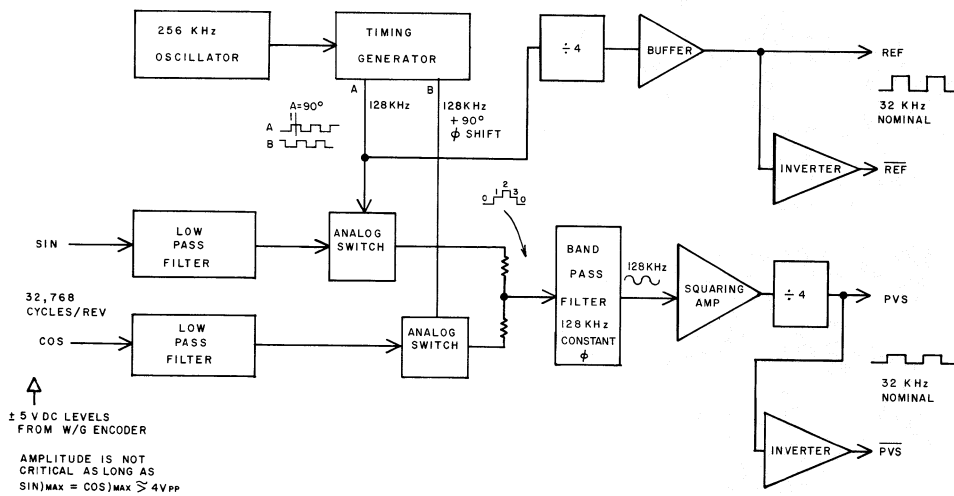 256 KHz
OSCILLATOR
TIMING
GENERATOR
÷4
BUFFER
REF
32 KHz
NOMINAL
INVERTER
REF
A
B
128KHz
128KHz
+90°
ϕ SHIFT
A=90°
A
B
0 1 2 3 0
SIN
LOW
PASS
FILTER
ANALOG
SWITCH
32,768
CYCLES/REV
COS
LOW
PASS
FILTER
ANALOG
SWITCH
BAND
PASS
FILTER
128 KHz
CONSTANT
ϕ
128KHz
SQUARING
AMP
÷4
PVS
32 KHz
NOMINAL
INVERTER
PVS
± 5 V DC LEVELS
FROM W/G ENCODER
AMPLITUDE IS NOT
CRITICAL AS LONG AS
SIN)MAX = COS)MAX ≳ 4VPP